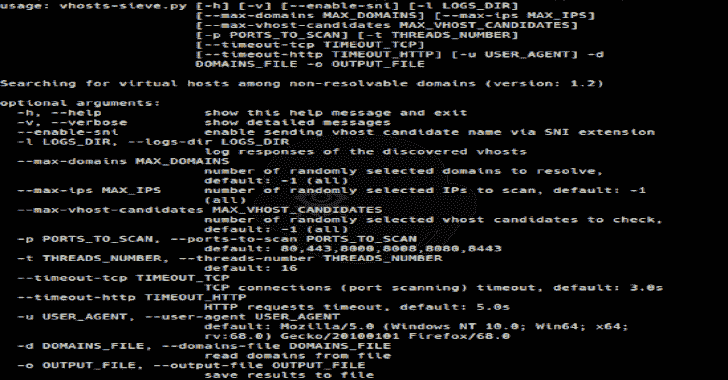 usage: vhosts-sieve.py [-h] [-v] [--enable-sni] [-l LOGS_DIR]
[--max-domains MAX_DOMAINS] [--max-ips MAX_IPS]
[--max-vhost-candidates MAX_VHOST_CANDIDATES]
[-p PORTS_TO_SCAN] [-t THREADS_NUMBER]
[--timeout-tcp TIMEOUT_TCP]
[--timeout-http TIMEOUT_HTTP] [-u USER_AGENT] -d
DOMAINS_FILE -o OUTPUT_FILE
Searching for virtual hosts among non-resolvable domains (version: 1.2)
optional arguments:
-h, --help show this help message and exit
-v, --verbose show detailed messages
--enable-sni enable sending vhost candidate name via SNI extension
-l LOGS_DIR, --logs-dir LOGS_DIR
log responses of the discovered vhosts
--max-domains MAX_DOMAINS
number of randomly selected domains to resolve,
default: -1 (all)
--max-ips MAX_IPS number of randomly selected IPs to scan, default: -1
(all)
--max-vhost-candidates MAX_VHOST_CANDIDATES
number of randomly selected vhost candidates to check,
default: -1 (all)
-p PORTS_TO_SCAN, --ports-to-scan PORTS_TO_SCAN
default: 80,443,8000,8008,8080,8443
-t THREADS_NUMBER, --threads-number THREADS_NUMBER
default: 16
--timeout-tcp TIMEOUT_TCP
TCP connections (port scanning) timeout, default: 3.0s
--timeout-http TIMEOUT_HTTP
HTTP requests timeout, default: 5.0s
-u USER_AGENT, --user-agent USER_AGENT
default: Mozilla/5.0 (Windows NT 10.0; Win64; x64;
rv:68.0) Gecko/20100101 Firefox/68.0
-d DOMAINS_FILE, --domains-file DOMAINS_FILE
read domains from file
-o OUTPUT_FILE, --output-file OUTPUT_FILE
save results to file